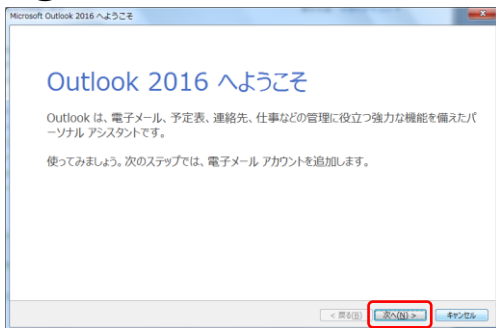 Microsoft Outlook 2016 へようこそ
Outlook 2016 へようこそ
Outlook は、電子メール、予定表、連絡先、仕事などの管理に役立つ強力な機能を備えたパ
ーソナル アシスタントです。
使ってみましょう。次のステップでは、電子メール アカウントを追加します。
< 戻る(B) 次へ(N) > キャンセル